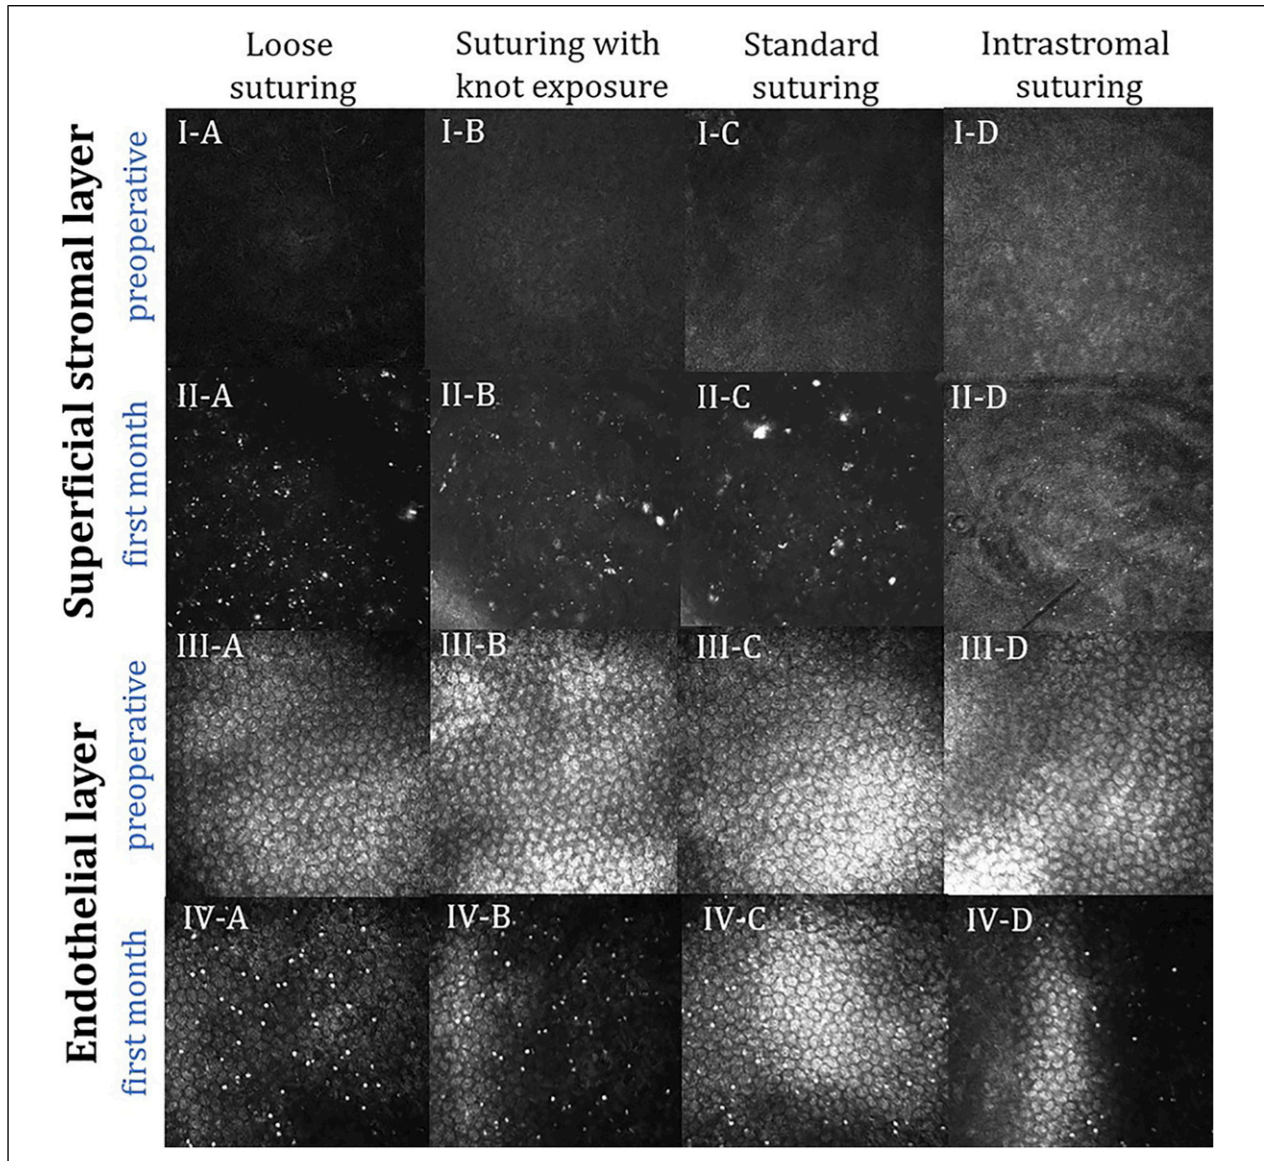 Loose
suturing
Suturing with
knot exposure
Standard
suturing
Intrastromal
suturing
Superficial stromal layer
preoperative
I-A
I-B
I-C
I-D
first month
II-A
II-B
II-C
II-D
Endothelial layer
preoperative
III-A
III-B
III-C
III-D
first month
IV-A
IV-B
IV-C
IV-D